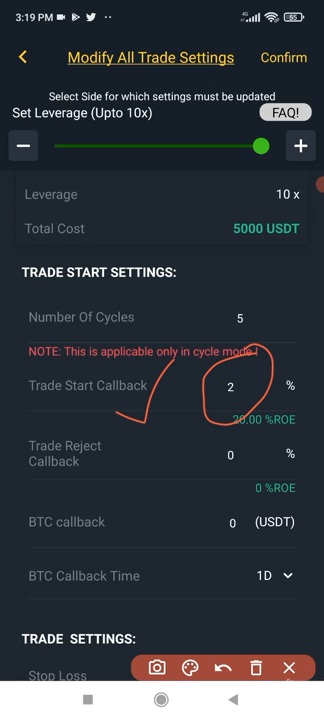 3:19 PM
4G
55
Modify All Trade Settings
Confirm
Select Side for which settings must be updated
Set Leverage (Upto 10x)
FAQ!
Leverage
10 x
Total Cost
5000 USDT
TRADE START SETTINGS:
Number Of Cycles
5
NOTE: This is applicable only in cycle mode !
Trade Start Callback
2
%
20.00 %ROE
Trade Reject
Callback
0
%
0 %ROE
BTC callback
0
(USDT)
BTC Callback Time
1D
TRADE SETTINGS:
Stop Loss